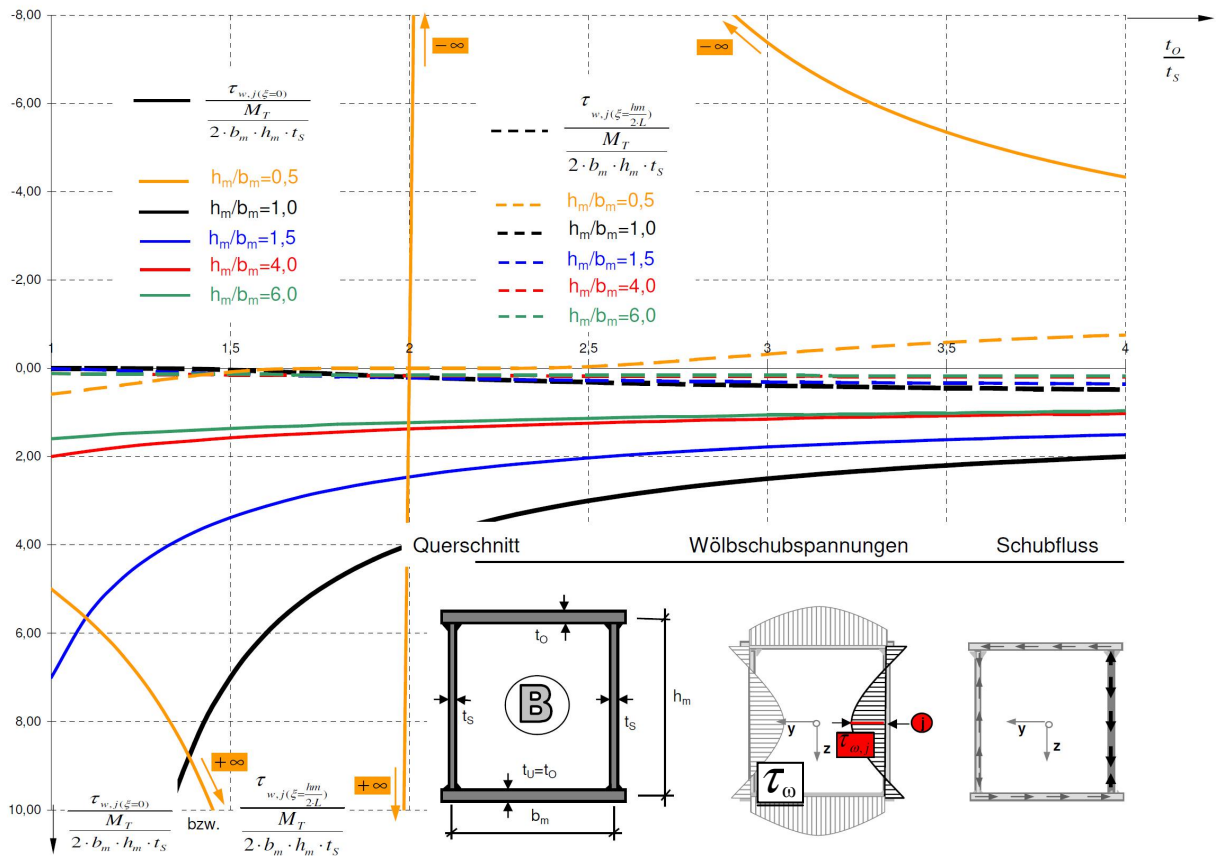 -8,00
-6,00
-4,00
-2,00
0,00
2,00
4,00
6,00
8,00
10,00
1
1,5
2
2,5
3
3,5
4
t_O
t_S
− ∞
− ∞
τ_{w,j(ξ=0)}
M_T
2·b_m·h_m·t_S
h_m/b_m=0,5
h_m/b_m=1,0
h_m/b_m=1,5
h_m/b_m=4,0
h_m/b_m=6,0
τ_{w,j(ξ=hm/2·L)}
M_T
2·b_m·h_m·t_S
h_m/b_m=0,5
h_m/b_m=1,0
h_m/b_m=1,5
h_m/b_m=4,0
h_m/b_m=6,0
Querschnitt Wölbschubspannungen Schubfluss
t_O
t_S
B
t_S
h_m
t_U=t_O
b_m
y
z
τ_{ω,j}
j
τ_ω
y
z
+ ∞
+ ∞
τ_{w,j(ξ=0)}
M_T
2·b_m·h_m·t_S
bzw.
τ_{w,j(ξ=hm/2·L)}
M_T
2·b_m·h_m·t_S